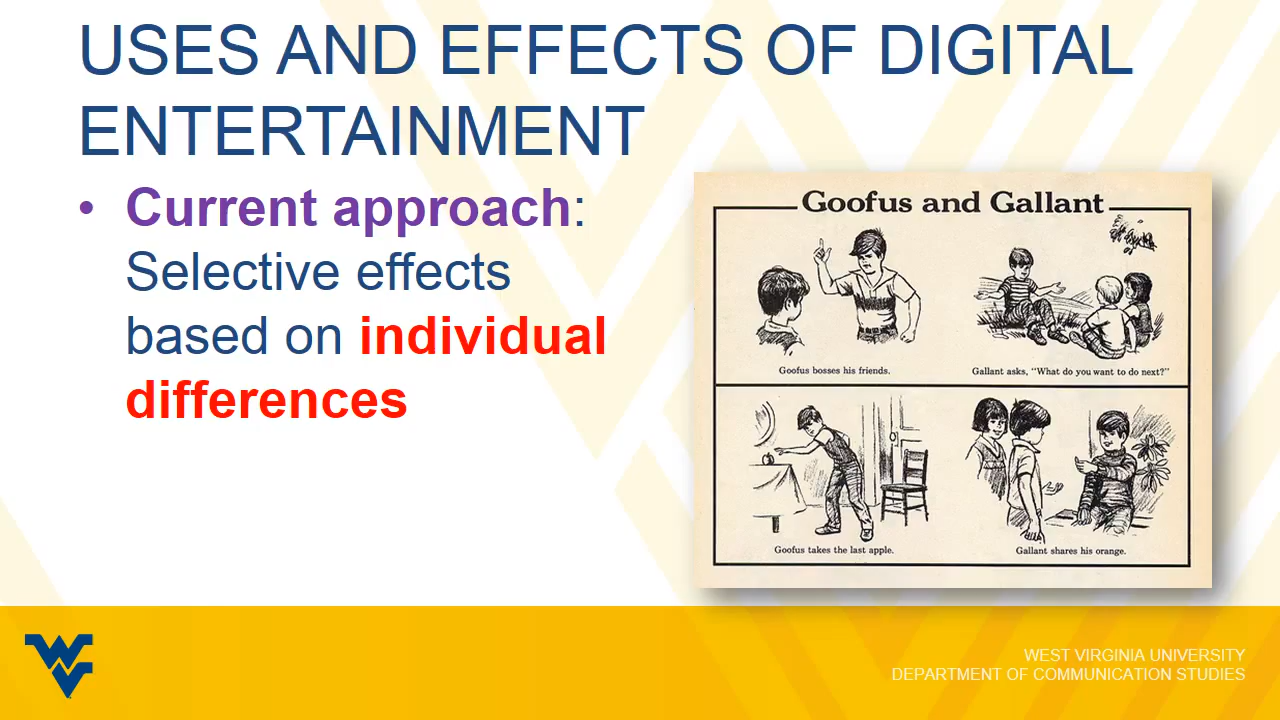 USES AND EFFECTS OF DIGITAL
ENTERTAINMENT
• Current approach:
Selective effects
based on individual
differences
Goofus and Gallant
Goofus bosses his friends.
Gallant asks, "What do you want to do next?"
Goofus takes the last apple.
Gallant shares his orange.
WEST VIRGINIA UNIVERSITY
DEPARTMENT OF COMMUNICATION STUDIES